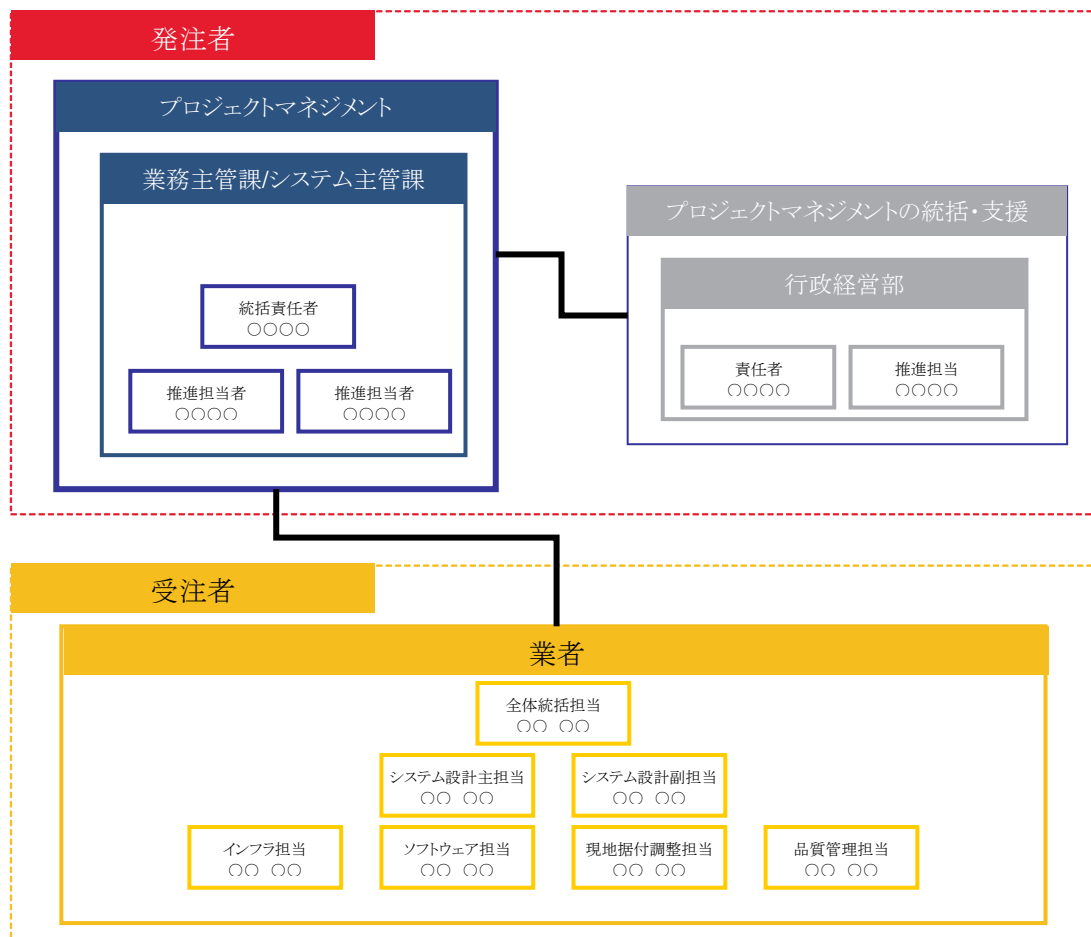 発注者
プロジェクトマネジメント
業務主管課/システム主管課
統括責任者
○○○○
推進担当者
○○○○
推進担当者
○○○○
プロジェクトマネジメントの統括・支援
行政経営部
責任者
○○○○
推進担当
○○○○
受注者
業者
全体統括担当
○○ ○○
システム設計主担当
○○ ○○
システム設計副担当
○○ ○○
インフラ担当
○○ ○○
ソフトウェア担当
○○ ○○
現地据付調整担当
○○ ○○
品質管理担当
○○ ○○